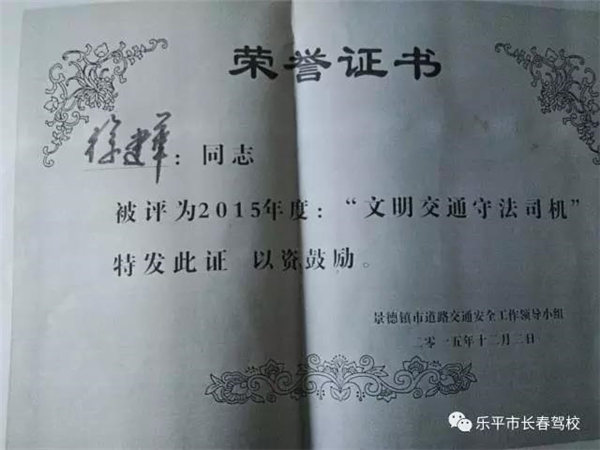 荣誉证书
徐建华：同志
被评为2015年度：“文明交通守法司机”
特发此证 以资鼓励。
景德镇市道路交通安全工作领导小组
二零一五年十二月二日
乐平市长春驾校